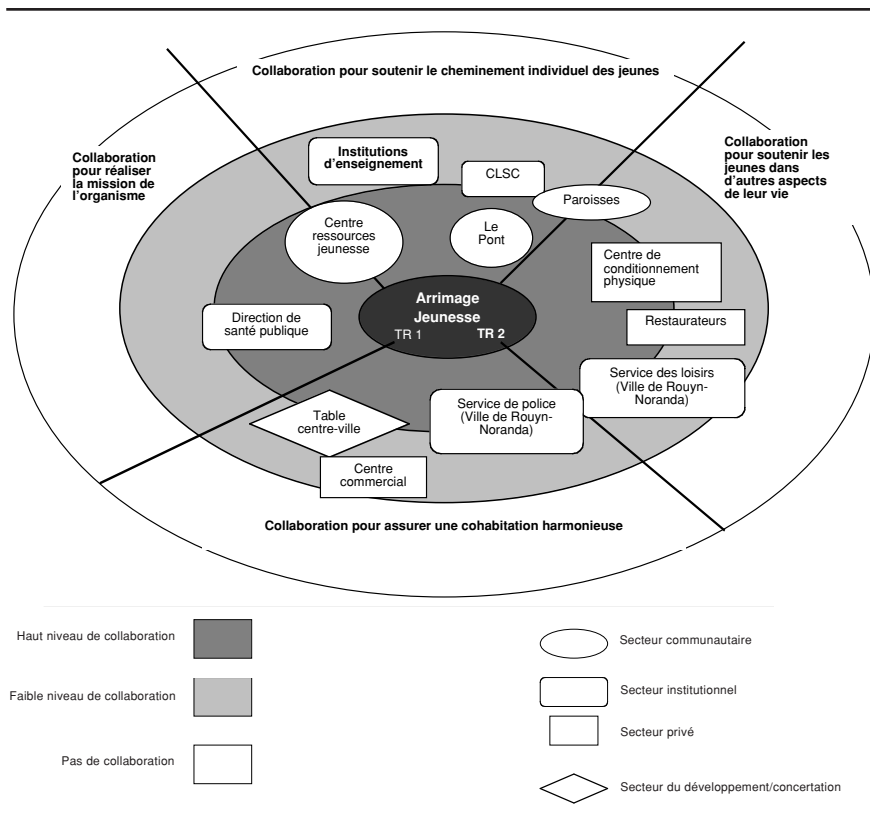 Collaboration pour soutenir le cheminement individual des jeunes
Collaboration
pour réaliser
la mission de
l'organisme
Collaboration
pour soutenir les
jeunes dans
d'autres aspects
de leur vie
Institutions
d'enseignement
CLSC
Paroisses
Centre
ressources
jeunesse
Le
Pont
Centre de
conditionnement
physique
Arrimage
Jeunesse
TR 1 TR 2
Direction de
santé publique
Restaurateurs
Service des loisirs
(Ville de Rouyn-
Noranda)
Service de police
(Ville de Rouyn-
Noranda)
Table
centre-ville
Centre
commercial
Collaboration pour assurer une cohabitation harmonieuse
Haut niveau de collaboration
Secteur communautaire
Faible niveau de collaboration
Secteur institutionnel
Secteur privé
Pas de collaboration
Secteur du développement/concertation